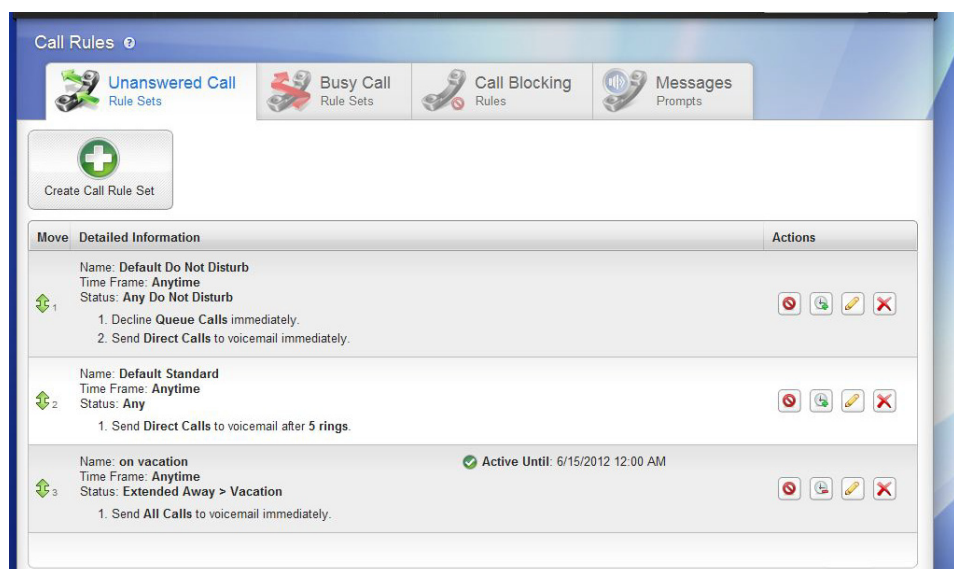 Call Rules
Unanswered Call
Rule Sets
Busy Call
Rule Sets
Call Blocking
Rules
Messages
Prompts
Create Call Rule Set
Move Detailed Information Actions
Name: Default Do Not Disturb
Time Frame: Anytime
Status: Any Do Not Disturb
1
1. Decline Queue Calls immediately.
2. Send Direct Calls to voicemail immediately.
Name: Default Standard
Time Frame: Anytime
Status: Any
2
1. Send Direct Calls to voicemail after 5 rings.
Name: on vacation Active Until: 6/15/2012 12:00 AM
Time Frame: Anytime
Status: Extended Away > Vacation
3
1. Send All Calls to voicemail immediately.